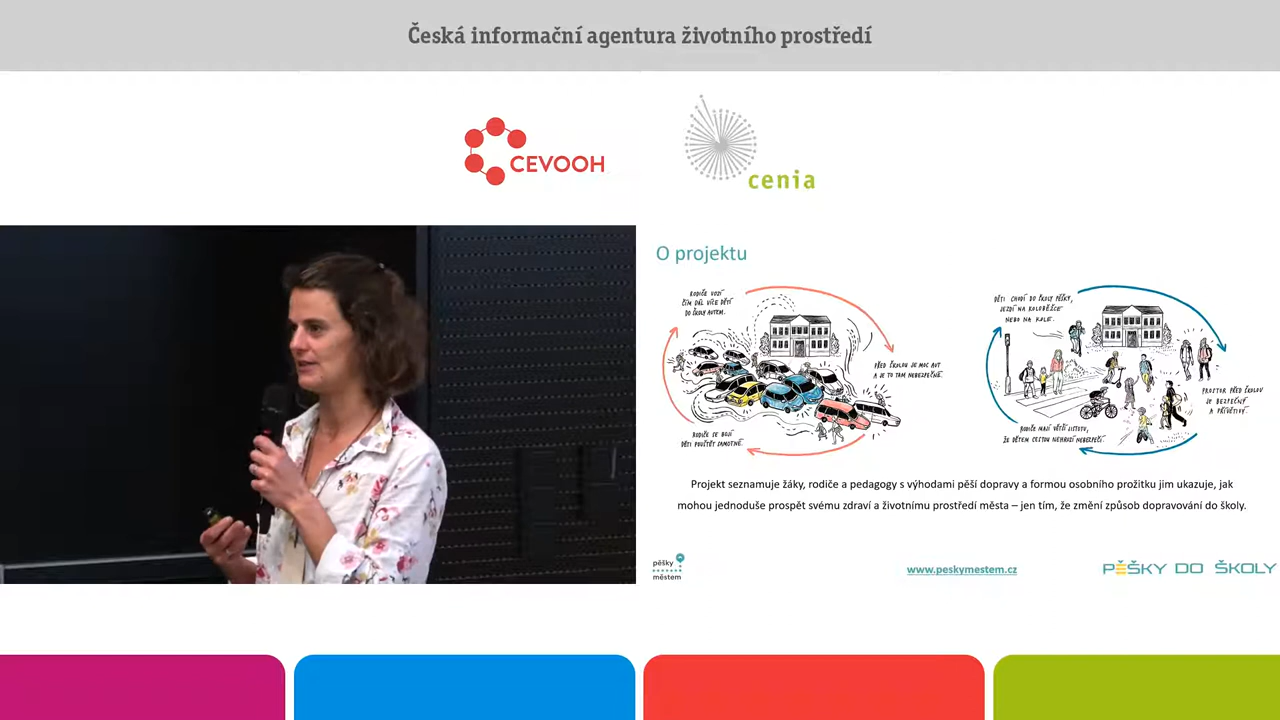 Česká informační agentura životního prostředí
CEVOOH
cenia
O projektu
RODIČE VOZÍ
ČÍM DÁL VÍCE DĚTÍ
DO ŠKOLY AUTEM.
PŘED ŠKOLOU JE MOC AUT
A JE TO TAM NEBEZPEČNÉ.
RODIČE SE BOJÍ
DĚTI POUŠTĚT SAMOTNÉ.
DĚTI CHODÍ DO ŠKOLY PĚŠKY,
JEZDÍ NA KOLOBĚŽCE
NEBO NA KOLE.
PROSTOR PŘED ŠKOLOU
JE BEZPEČNÝ
A PŘÍVĚTIVÝ.
RODIČE MAJÍ VĚTŠÍ JISTOTU,
ŽE DĚTEM CESTOU NEHROZÍ NEBEZPEČÍ.
Projekt seznamuje žáky, rodiče a pedagogy s výhodami pěší dopravy a formou osobního prožitku jim ukazuje, jak
mohou jednoduše prospět svému zdraví a životnímu prostředí města – jen tím, že změní způsob dopravování do školy.
pěšky
městem
www.peskymestem.cz
PĚŠKY DO ŠKOLY